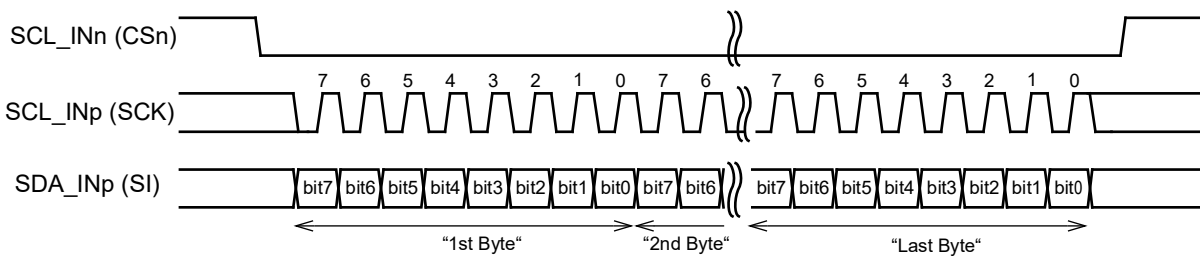 SCL_INn (CSn)
7 6 5 4 3 2 1 0 7 6 7 6 5 4 3 2 1 0
SCL_INp (SCK)
SDA_INp (SI) bit7 bit6 bit5 bit4 bit3 bit2 bit1 bit0 bit7 bit6 bit7 bit6 bit5 bit4 bit3 bit2 bit1 bit0
“1st Byte“ “2nd Byte“ “Last Byte“